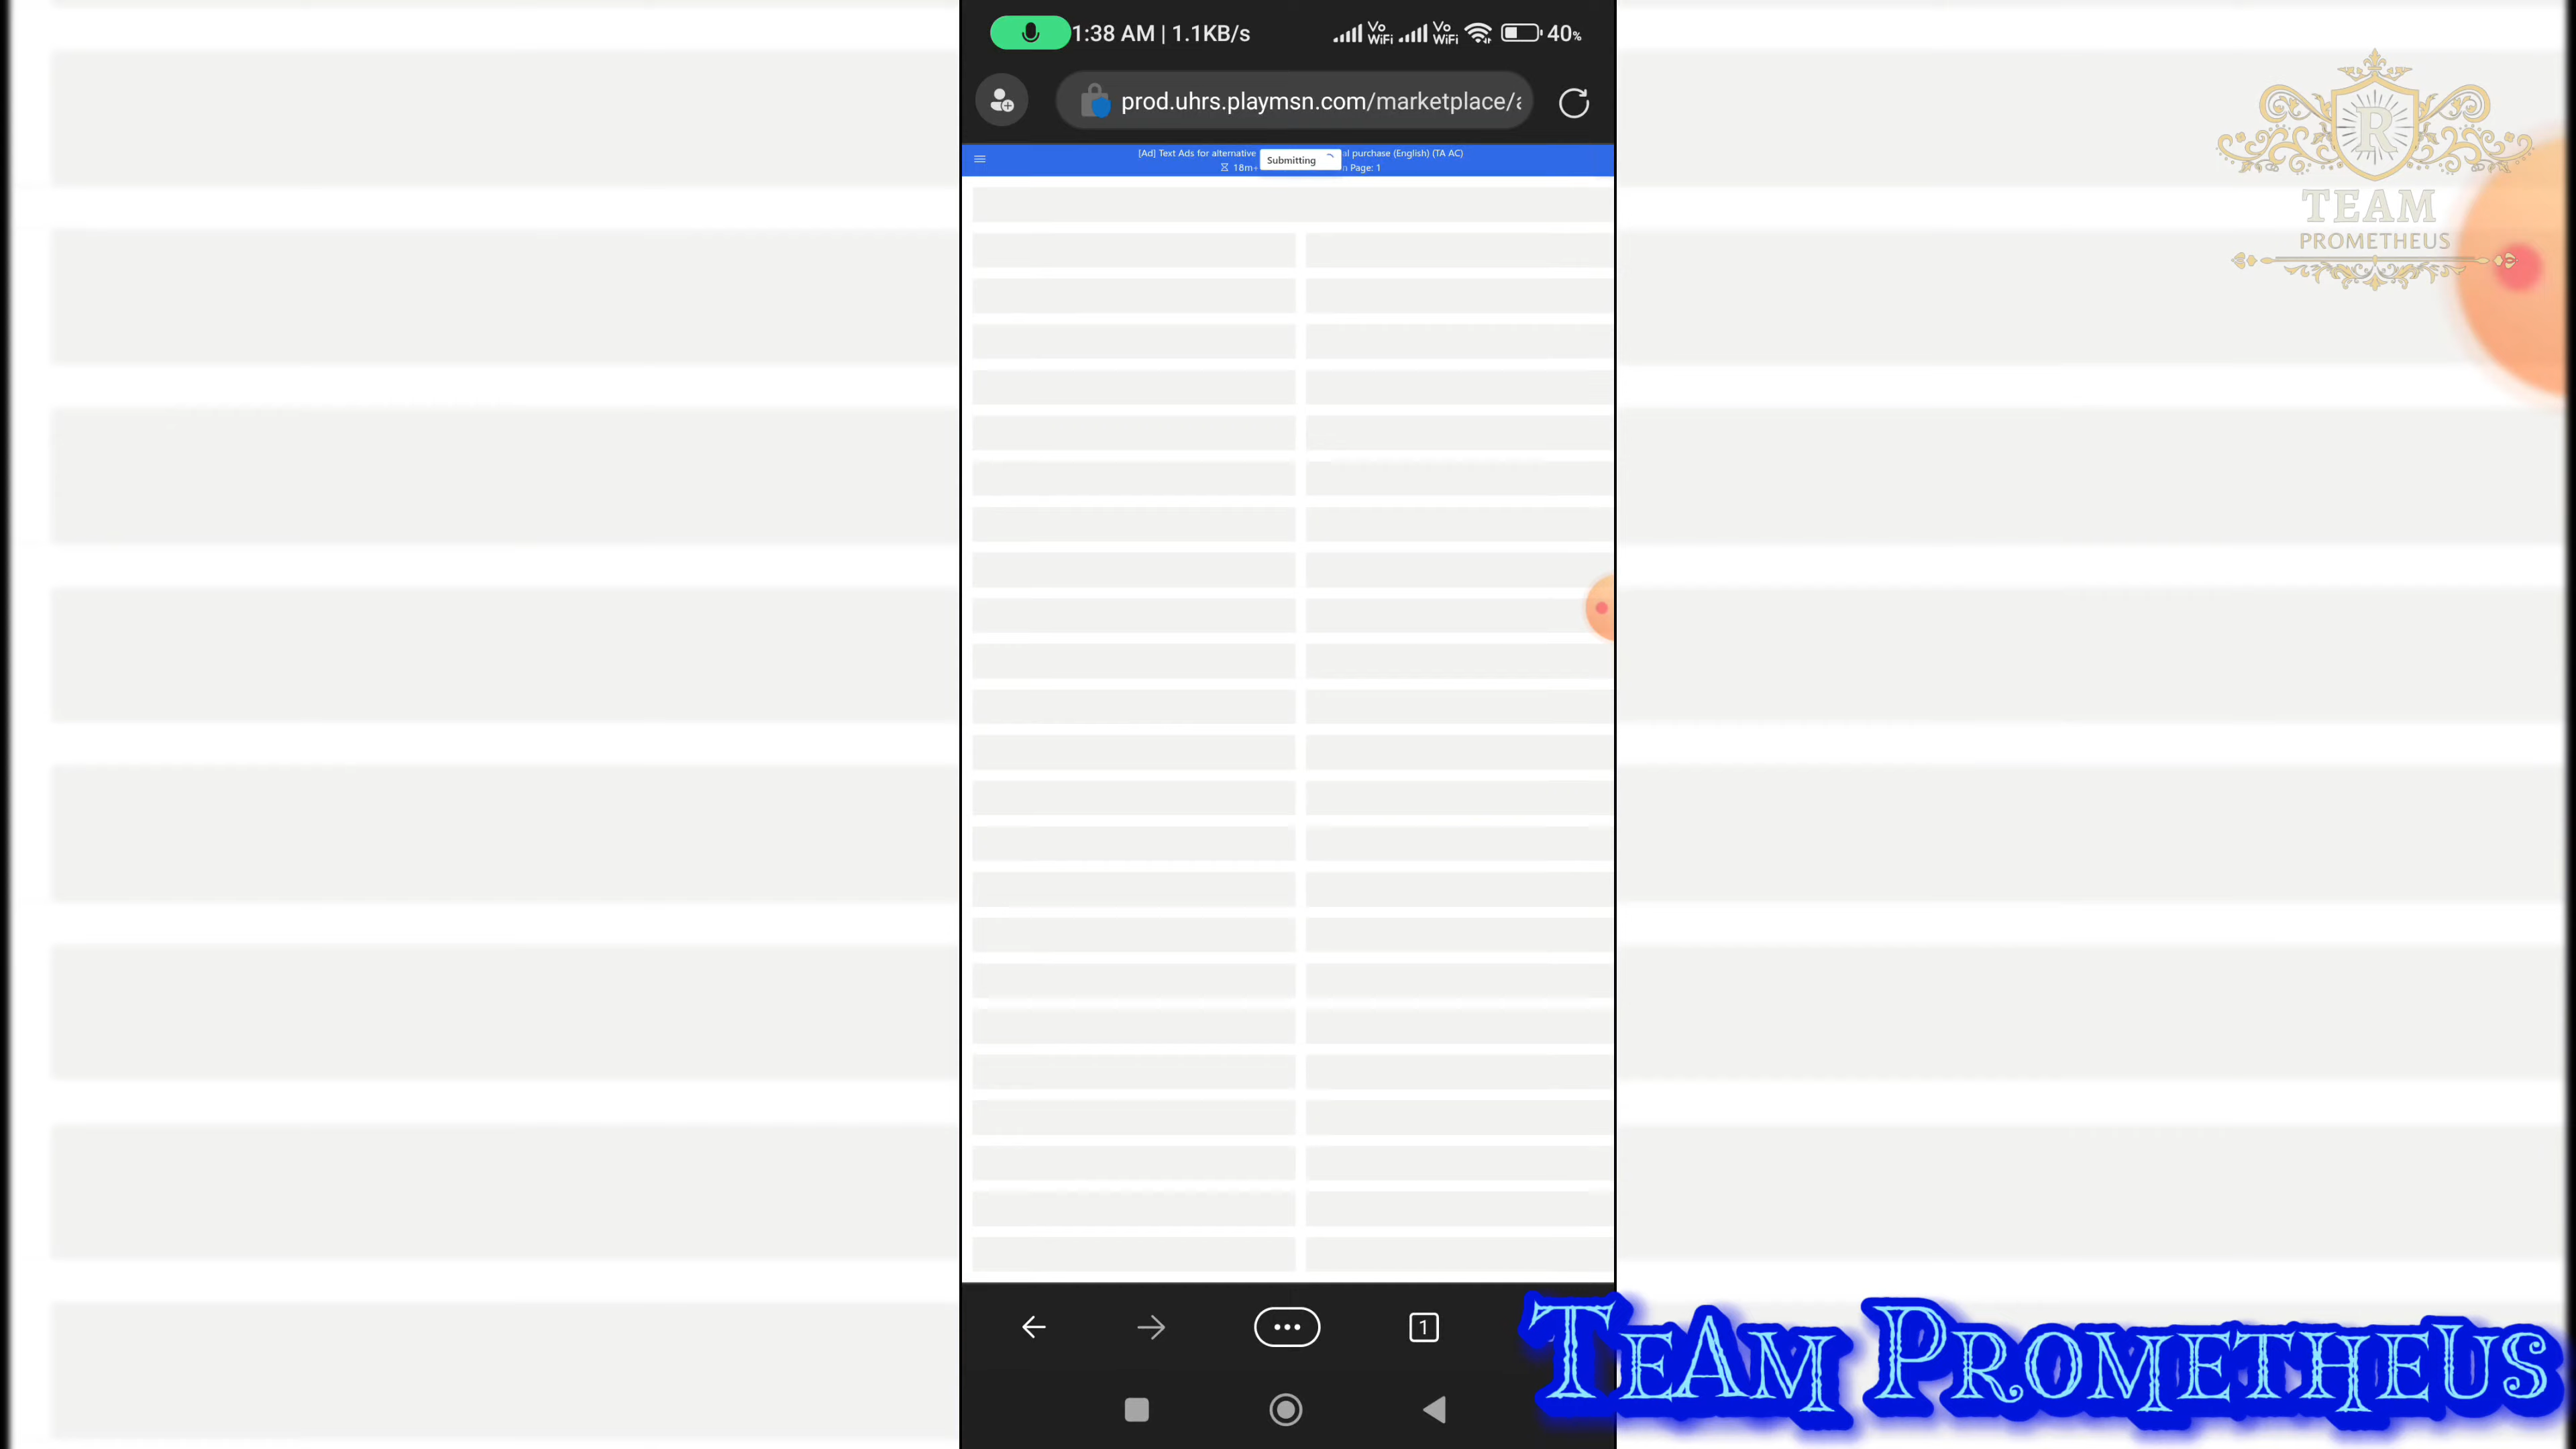 1:38 AM | 1.1KB/s
Vo WiFi Vo WiFi 40%
prod.uhrs.playmsn.com/marketplace/a
[Ad] Text Ads for alternative Submitting al purchase (English) (TA AC)
18m+ n Page: 1
1
R
TEAM
PROMETHEUS
TEAM PROMETHEUS